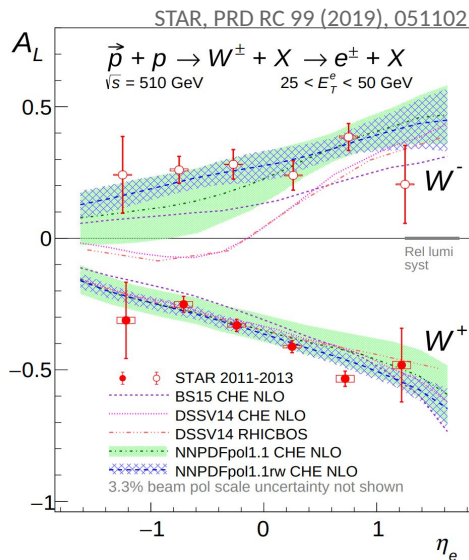 STAR, PRD RC 99 (2019), 051102
A_L
p⃗ + p → W± + X → e± + X
√s = 510 GeV 25 < E_T^e < 50 GeV
0.5
W-
0
Rel lumi
syst
W+
−0.5
STAR 2011-2013
BS15 CHE NLO
DSSV14 CHE NLO
DSSV14 RHICBOS
NNPDFpol1.1 CHE NLO
NNPDFpol1.1rw CHE NLO
3.3% beam pol scale uncertainty not shown
−1
−1 0 1 η_e